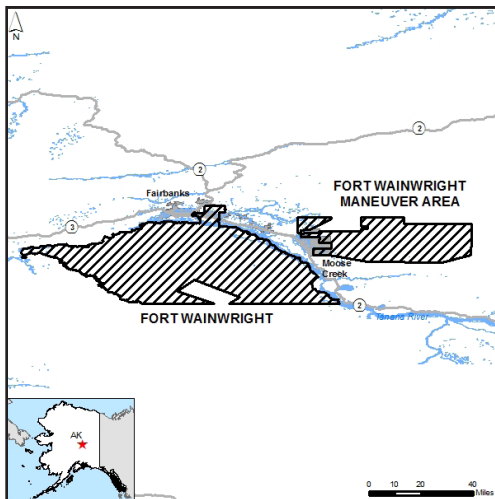 N
2
2
Fairbanks
FORT WAINWRIGHT
MANEUVER AREA
3
Moose
Creek
2
Tanana River
FORT WAINWRIGHT
AK
0 10 20 40
Miles